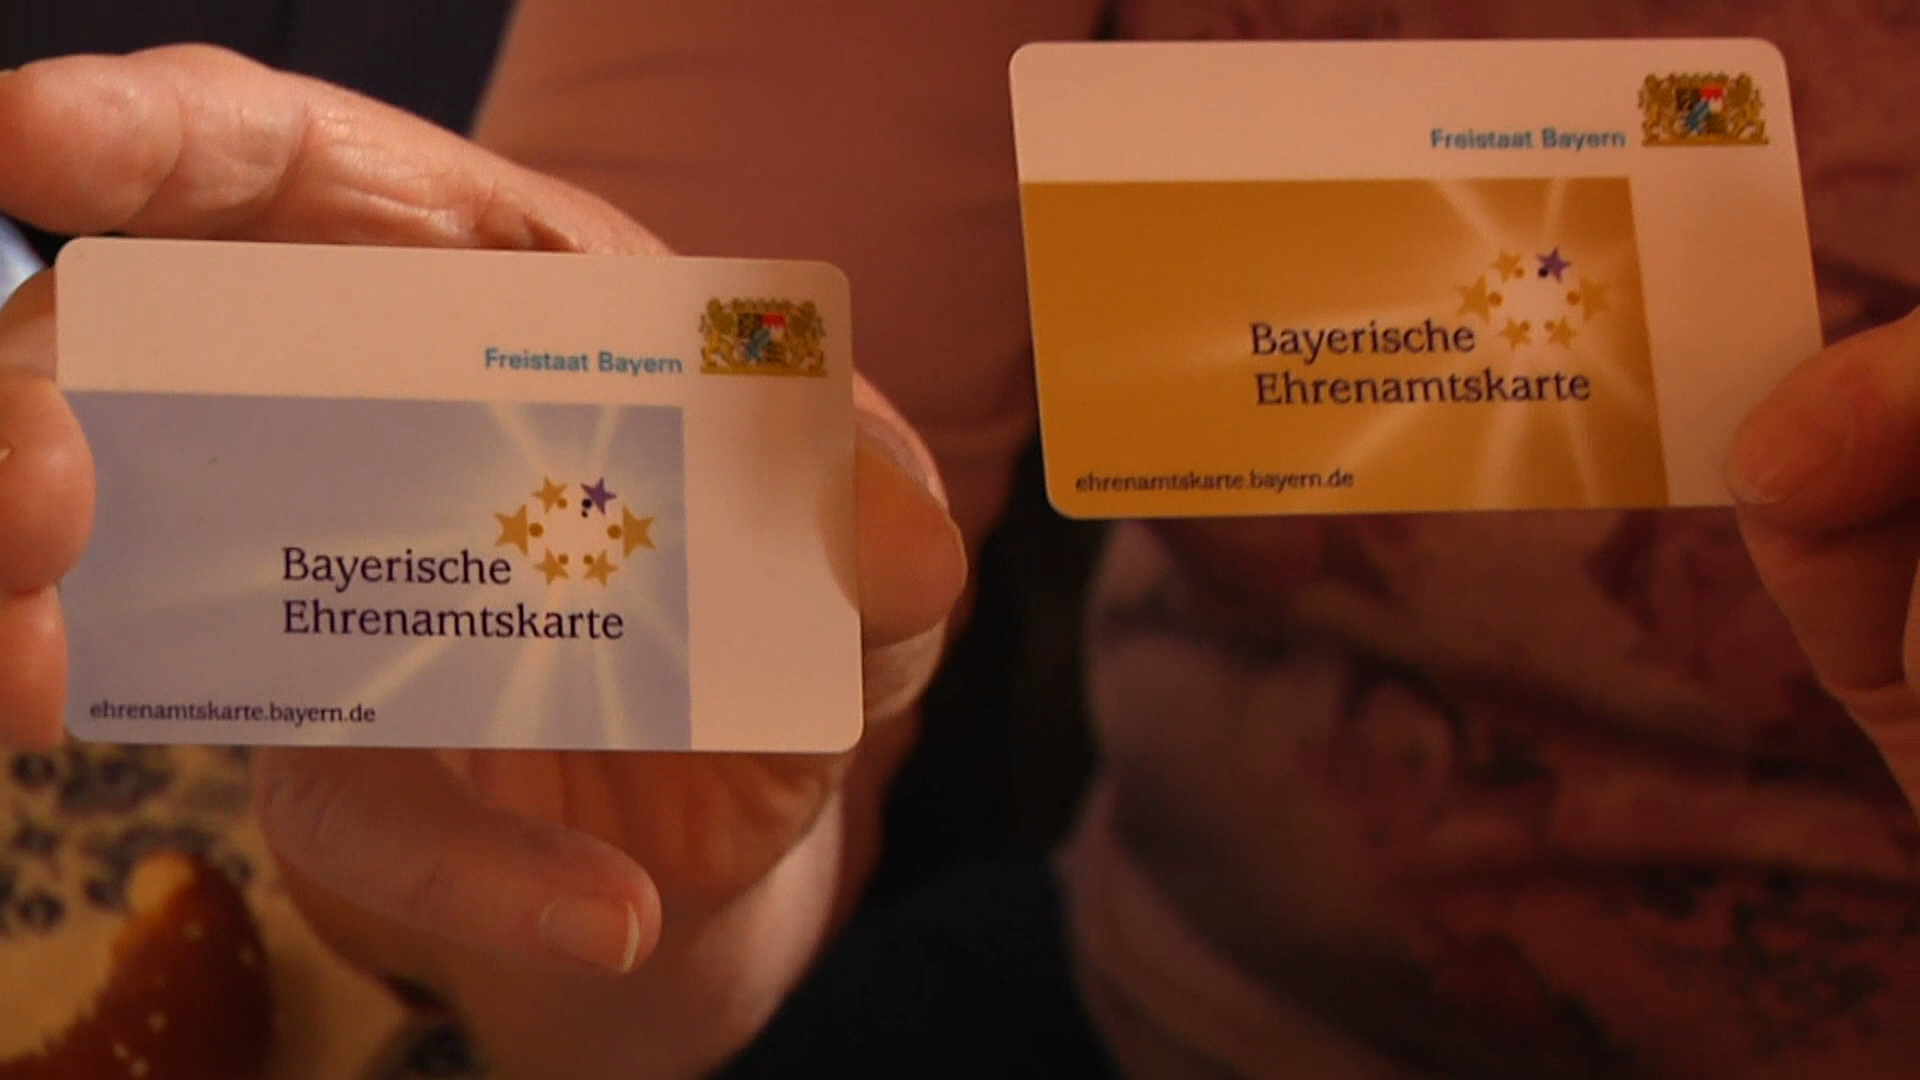 Freistaat Bayern
Bayerische
Ehrenamtskarte
ehrenamtskarte.bayern.de
Freistaat Bayern
Bayerische
Ehrenamtskarte
ehrenamtskarte.bayern.de